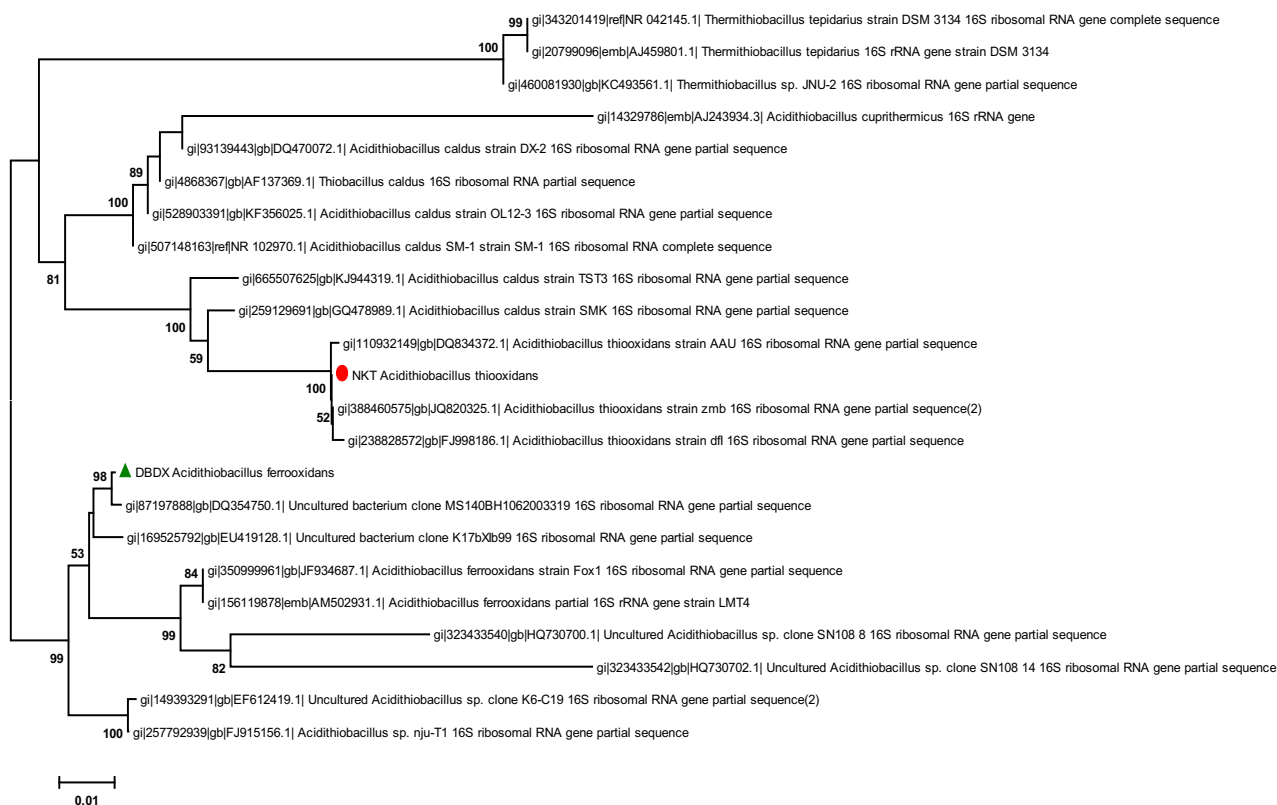 99
gi|343201419|ref|NR 042145.1| Thermithiobacillus tepidarius strain DSM 3134 16S ribosomal RNA gene complete sequence
gi|20799096|emb|AJ459801.1| Thermithiobacillus tepidarius 16S rRNA gene strain DSM 3134
100
gi|460081930|gb|KC493561.1| Thermithiobacillus sp. JNU-2 16S ribosomal RNA gene partial sequence
gi|14329786|emb|AJ243934.3| Acidithiobacillus cuprithermicus 16S rRNA gene
gi|93139443|gb|DQ470072.1| Acidithiobacillus caldus strain DX-2 16S ribosomal RNA gene partial sequence
89
gi|4868367|gb|AF137369.1| Thiobacillus caldus 16S ribosomal RNA partial sequence
100
gi|528903391|gb|KF356025.1| Acidithiobacillus caldus strain OL12-3 16S ribosomal RNA gene partial sequence
gi|507148163|ref|NR 102970.1| Acidithiobacillus caldus SM-1 strain SM-1 16S ribosomal RNA complete sequence
81
gi|665507625|gb|KJ944319.1| Acidithiobacillus caldus strain TST3 16S ribosomal RNA gene partial sequence
gi|259129691|gb|GQ478989.1| Acidithiobacillus caldus strain SMK 16S ribosomal RNA gene partial sequence
100
59
gi|110932149|gb|DQ834372.1| Acidithiobacillus thiooxidans strain AAU 16S ribosomal RNA gene partial sequence
NKT Acidithiobacillus thiooxidans
100
gi|388460575|gb|JQ820325.1| Acidithiobacillus thiooxidans strain zmb 16S ribosomal RNA gene partial sequence(2)
52
gi|238828572|gb|FJ998186.1| Acidithiobacillus thiooxidans strain dfl 16S ribosomal RNA gene partial sequence
98
DBDX Acidithiobacillus ferrooxidans
gi|87197888|gb|DQ354750.1| Uncultured bacterium clone MS140BH1062003319 16S ribosomal RNA gene partial sequence
gi|169525792|gb|EU419128.1| Uncultured bacterium clone K17bXlb99 16S ribosomal RNA gene partial sequence
53
84
gi|350999961|gb|JF934687.1| Acidithiobacillus ferrooxidans strain Fox1 16S ribosomal RNA gene partial sequence
gi|156119878|emb|AM502931.1| Acidithiobacillus ferrooxidans partial 16S rRNA gene strain LMT4
99
gi|323433540|gb|HQ730700.1| Uncultured Acidithiobacillus sp. clone SN108 8 16S ribosomal RNA gene partial sequence
99
82
gi|323433542|gb|HQ730702.1| Uncultured Acidithiobacillus sp. clone SN108 14 16S ribosomal RNA gene partial sequence
gi|149393291|gb|EF612419.1| Uncultured Acidithiobacillus sp. clone K6-C19 16S ribosomal RNA gene partial sequence(2)
100
gi|257792939|gb|FJ915156.1| Acidithiobacillus sp. nju-T1 16S ribosomal RNA gene partial sequence
0.01